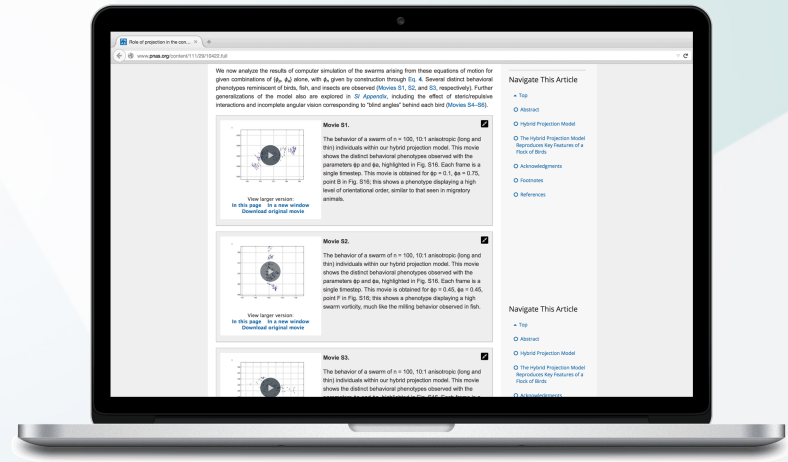 Role of projection in the con...
www.pnas.org/content/111/29/10422.full
We now analyze the results of computer simulation of the swarms arising from these equations of motion for
given combinations of {ϕp, ϕa} alone, with ϕn given by construction through Eq. 4. Several distinct behavioral
phenotypes reminiscent of birds, fish, and insects are observed (Movies S1, S2, and S3, respectively). Further
generalizations of the model also are explored in SI Appendix, including the effect of steric/repulsive
interactions and incomplete angular vision corresponding to "blind angles" behind each bird (Movies S4–S6).
Movie S1.
The behavior of a swarm of n = 100, 10:1 anisotropic (long and
thin) individuals within our hybrid projection model. This movie
shows the distinct behavioral phenotypes observed with the
parameters ϕp and ϕa, highlighted in Fig. S16. Each frame is a
single timestep. This movie is obtained for ϕp = 0.1, ϕa = 0.75,
point B in Fig. S16; this shows a phenotype displaying a high
level of orientational order, similar to that seen in migratory
animals.
View larger version:
In this page In a new window
Download original movie
Movie S2.
The behavior of a swarm of n = 100, 10:1 anisotropic (long and
thin) individuals within our hybrid projection model. This movie
shows the distinct behavioral phenotypes observed with the
parameters ϕp and ϕa, highlighted in Fig. S16. Each frame is a
single timestep. This movie is obtained for ϕp = 0.45, ϕa = 0.45,
point F in Fig. S16; this shows a phenotype displaying a high
swarm vorticity, much like the milling behavior observed in fish.
View larger version:
In this page In a new window
Download original movie
Movie S3.
The behavior of a swarm of n = 100, 10:1 anisotropic (long and
thin) individuals within our hybrid projection model. This movie
shows the distinct behavioral phenotypes observed with the
Navigate This Article
Top
Abstract
Hybrid Projection Model
The Hybrid Projection Model
Reproduces Key Features of a
Flock of Birds
Acknowledgments
Footnotes
References
Navigate This Article
Top
Abstract
Hybrid Projection Model
The Hybrid Projection Model
Reproduces Key Features of a
Flock of Birds
Acknowledgments